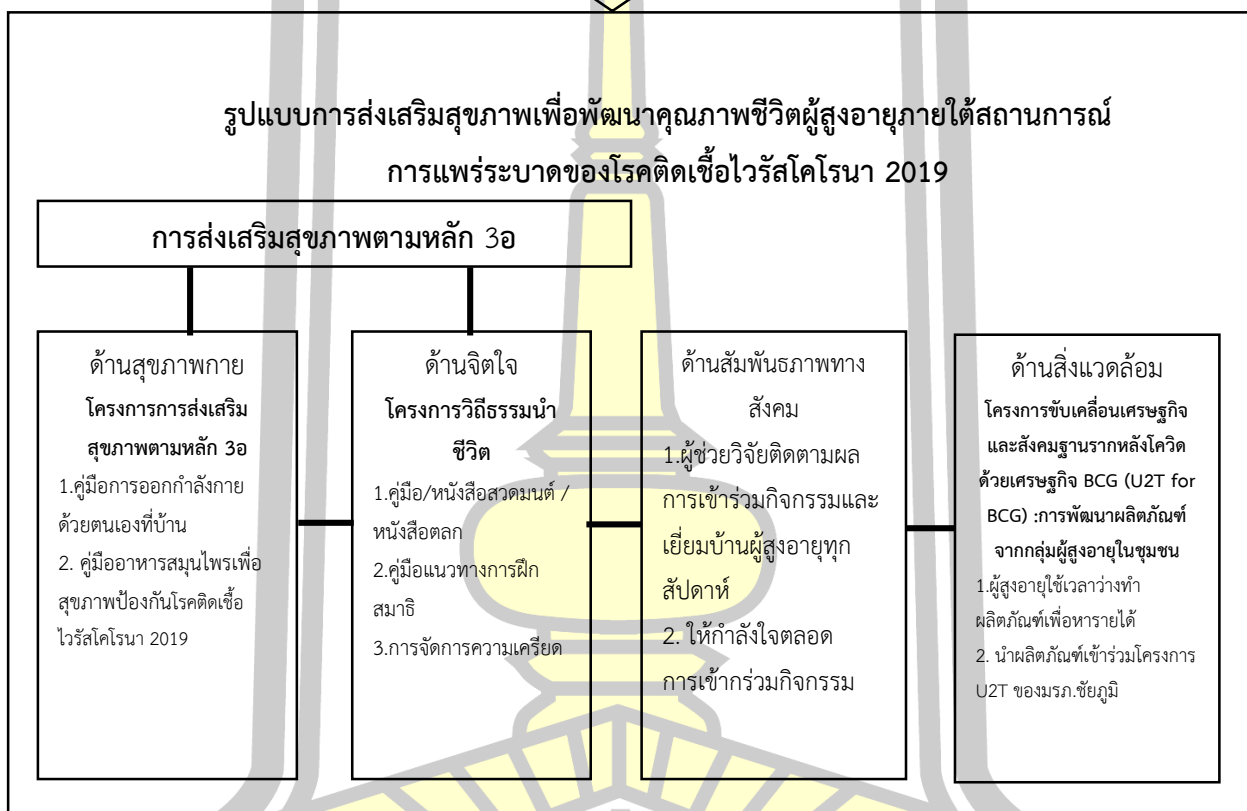 รูปแบบการส่งเสริมสุขภาพเพื่อพัฒนาคุณภาพชีวิตผู้สูงอายุภายใต้สถานการณ์
การแพร่ระบาดของโรคติดเชื้อไวรัสโคโรนา 2019
การส่งเสริมสุขภาพตามหลัก 3อ
ด้านสุขภาพกาย
โครงการการส่งเสริม
สุขภาพตามหลัก 3อ
1.คู่มือการออกกำลังกาย
ด้วยตนเองที่บ้าน
2. คู่มืออาหารสมุนไพรเพื่อ
สุขภาพป้องกันโรคติดเชื้อ
ไวรัสโคโรนา 2019
ด้านจิตใจ
โครงการวิถีธรรมนำ
ชีวิต
1.คู่มือ/หนังสือสวดมนต์ /
หนังสือตลก
2.คู่มือแนวทางการฝึก
สมาธิ
3.การจัดการความเครียด
ด้านสัมพันธภาพทาง
สังคม
1.ผู้ช่วยวิจัยติดตามผล
การเข้าร่วมกิจกรรมและ
เยี่ยมบ้านผู้สูงอายุทุก
สัปดาห์
2. ให้กำลังใจตลอด
การเข้ากร่วมกิจกรรม
ด้านสิ่งแวดล้อม
โครงการขับเคลื่อนเศรษฐกิจ
และสังคมฐานรากหลังโควิด
ด้วยเศรษฐกิจ BCG (U2T for
BCG) :การพัฒนาผลิตภัณฑ์
จากกลุ่มผู้สูงอายุในชุมชน
1.ผู้สูงอายุใช้เวลาว่างทำ
ผลิตภัณฑ์เพื่อหารายได้
2. นำผลิตภัณฑ์เข้าร่วมโครงการ
U2T ของมรภ.ชัยภูมิ